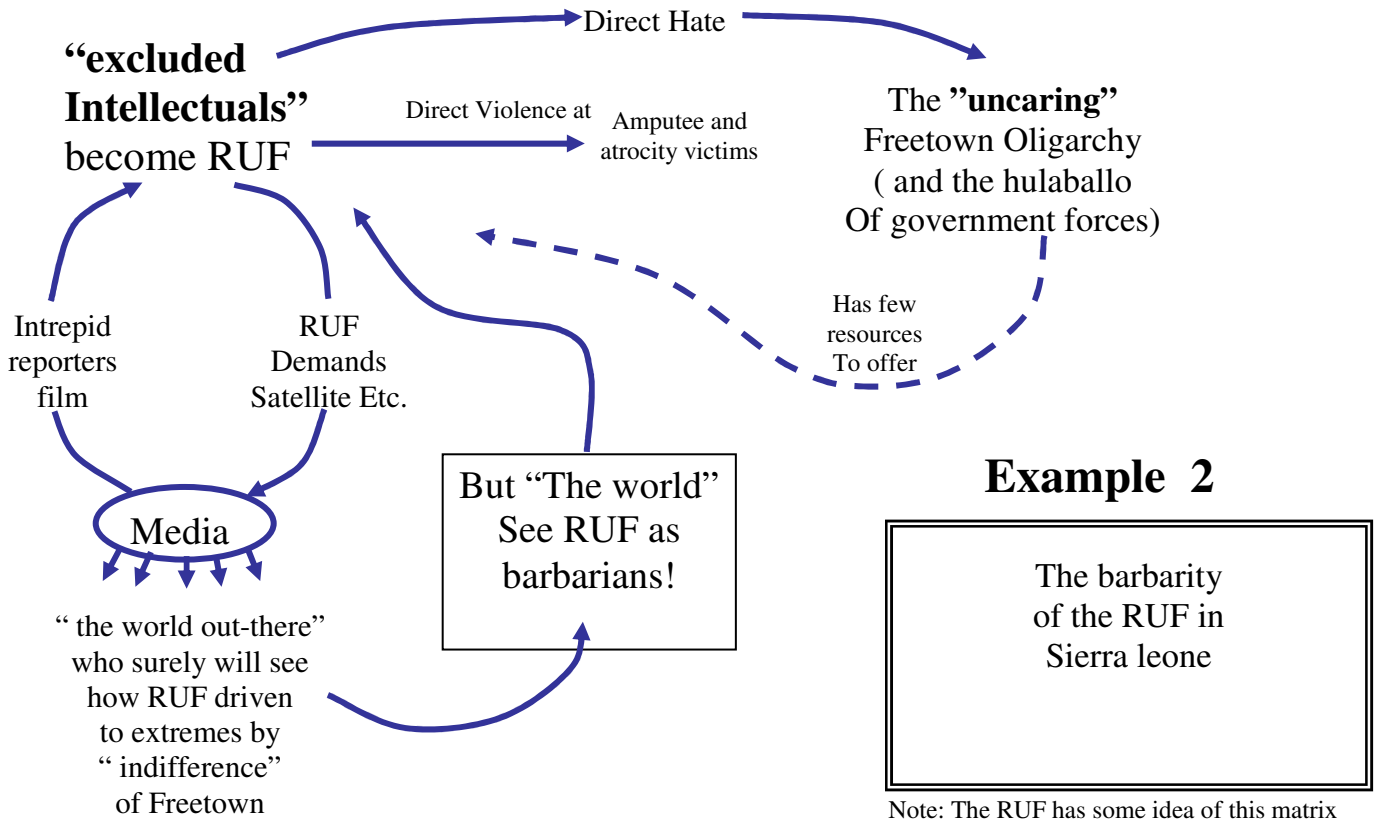 Direct Hate
“excluded
Intellectuals”
become RUF
Direct Violence at
Amputee and
atrocity victims
The ”uncaring”
Freetown Oligarchy
( and the hulaballo
Of government forces)
Has few
resources
To offer
Intrepid
reporters
film
RUF
Demands
Satellite Etc.
Media
“ the world out-there”
who surely will see
how RUF driven
to extremes by
“ indifference”
of Freetown
But “The world”
See RUF as
barbarians!
Example 2
The barbarity
of the RUF in
Sierra leone
Note: The RUF has some idea of this matrix